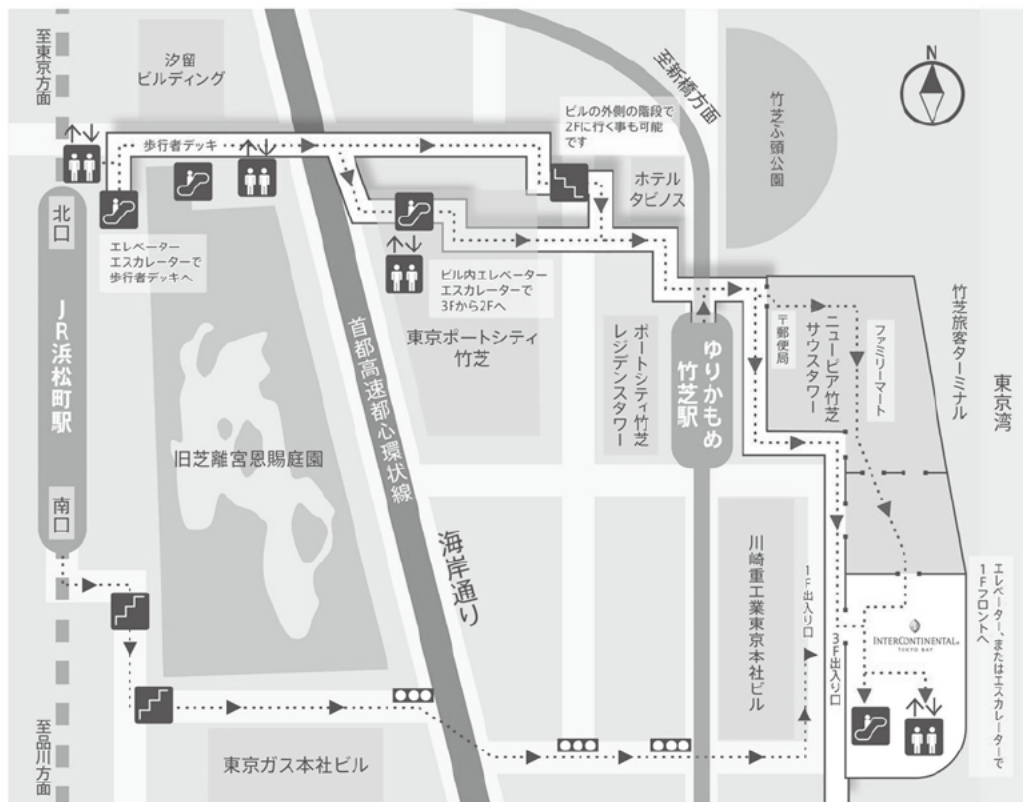 至東京方面
汐留
ビルディング
至新橋方面
竹芝ふ頭公園
N
歩行者デッキ
ビルの外側の階段で
2Fに行く事も可能
です
ホテル
タビノス
北口
エレベーター
エスカレーターで
歩行者デッキへ
ビル内エレベーター
エスカレーターで
3Fから2Fへ
JR浜松町駅
首都高速都心環状線
東京ポートシティ
竹芝
ポートシティ竹芝
レジデンスタワー
ゆりかもめ
竹芝駅
〒郵便局
ニューピア竹芝
サウスタワー
ファミリーマート
竹芝旅客ターミナル
東京湾
旧芝離宮恩賜庭園
南口
海岸通り
川崎重工業東京本社ビル
1F出入り口
3F出入り口
INTERCONTINENTAL®
TOKYO BAY
エレベーター、またはエスカレーターで
1Fフロントへ
至品川方面
東京ガス本社ビル